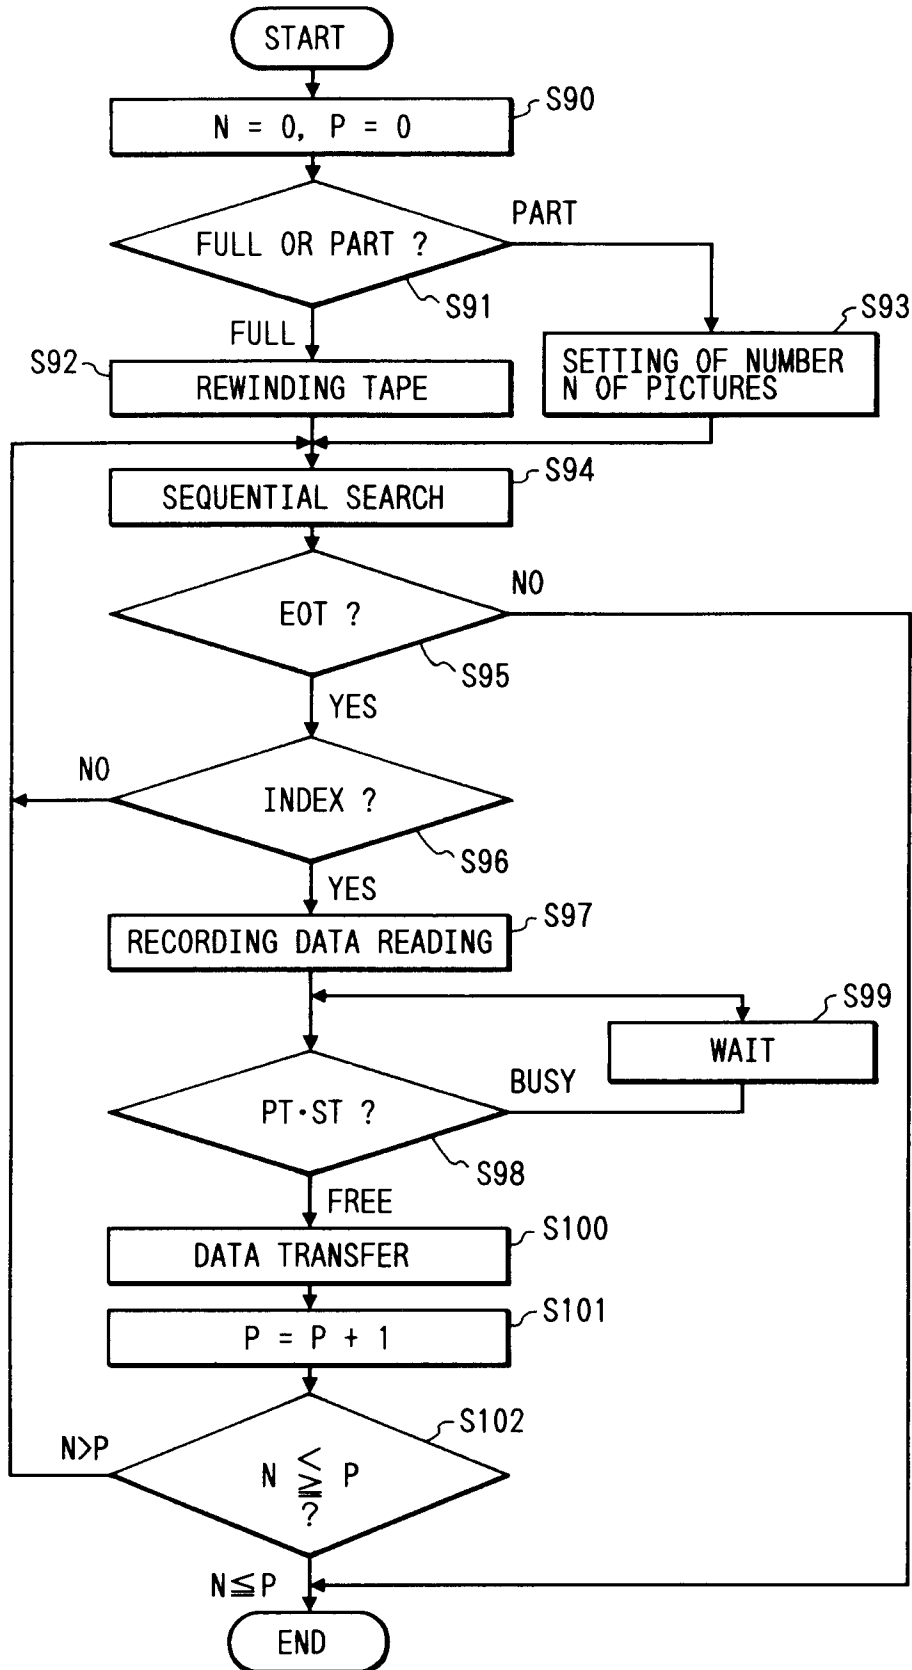 START
S90
N = 0, P = 0
PART
FULL OR PART ?
S91
S93
FULL
S92
REWINDING TAPE
SETTING OF NUMBER
N OF PICTURES
S94
SEQUENTIAL SEARCH
NO
EOT ?
S95
YES
NO
INDEX ?
S96
YES
S97
RECORDING DATA READING
S99
WAIT
BUSY
PT·ST ?
S98
FREE
S100
DATA TRANSFER
S101
P = P + 1
S102
N>P
N ≦̲> P
?
N≦P
END